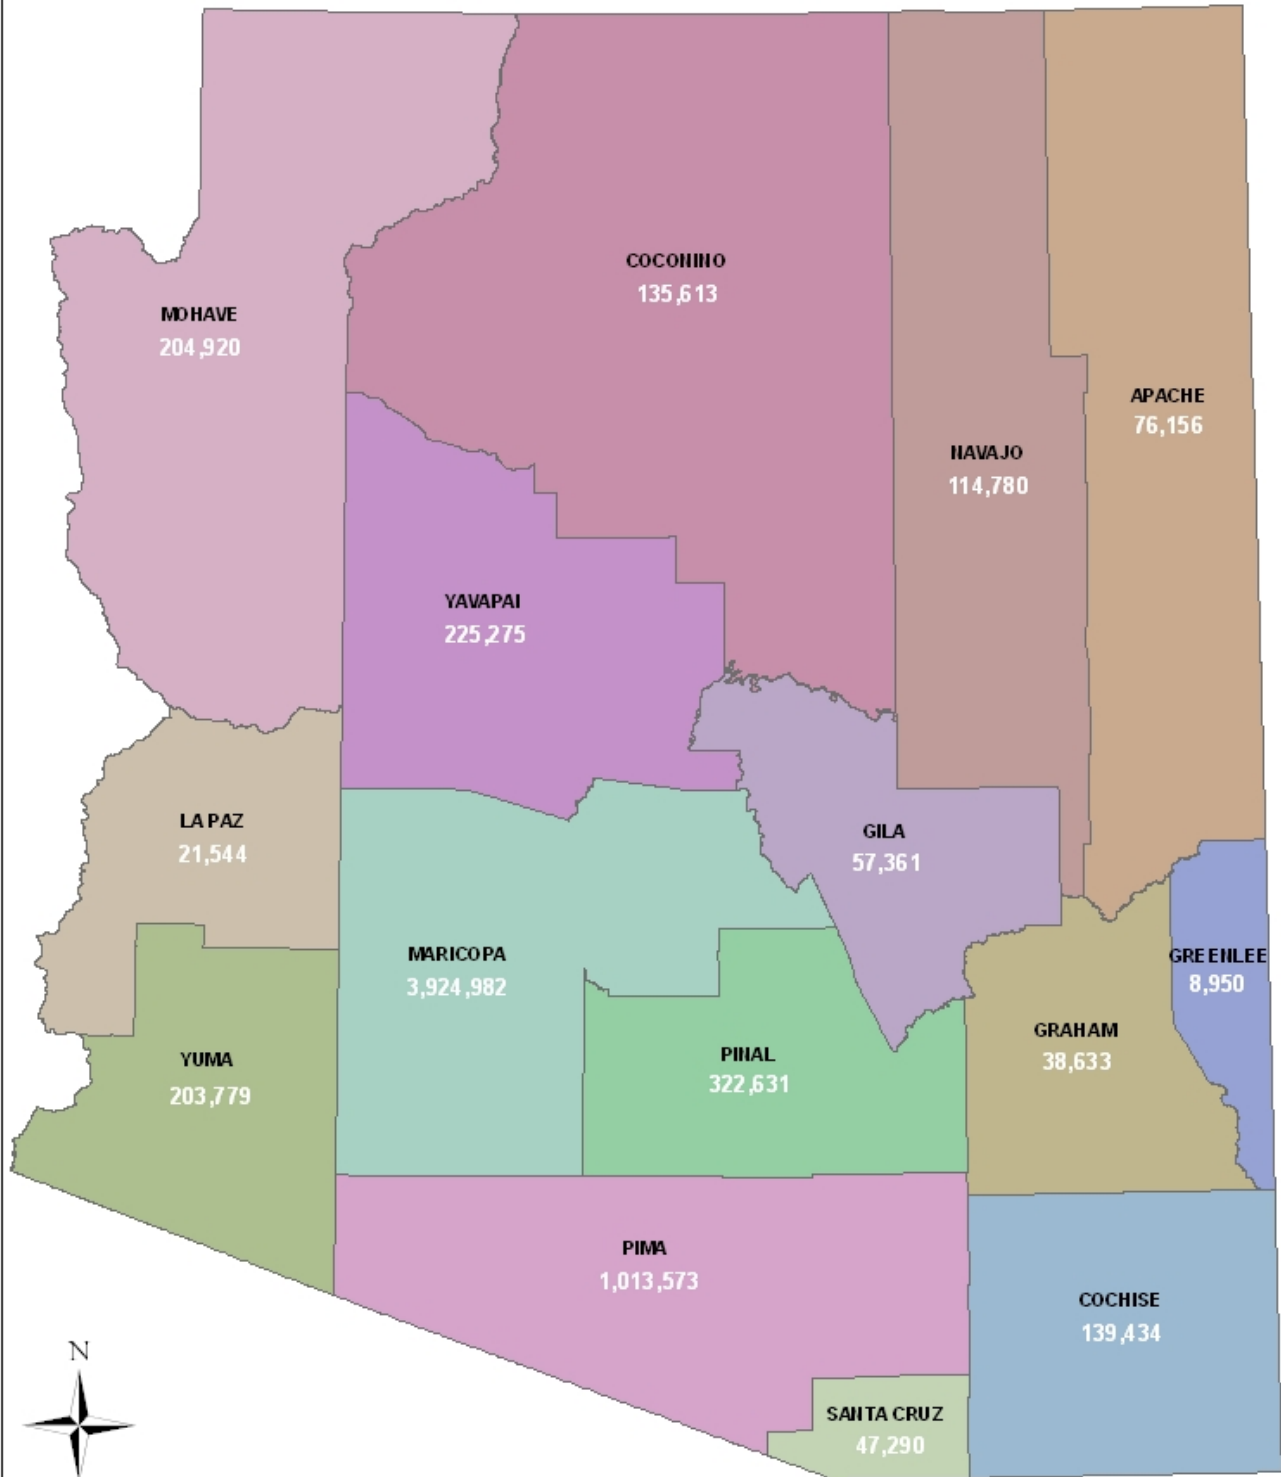 COCONINO
135,613
MOHAVE
204,920
APACHE
76,156
NAVAJO
114,780
YAVAPAI
225,275
LA PAZ
21,544
GILA
57,361
MARICOPA
3,924,982
GREENLEE
8,950
GRAHAM
38,633
PINAL
322,631
YUMA
203,779
PIMA
1,013,573
COCHISE
139,434
N
SANTA CRUZ
47,290